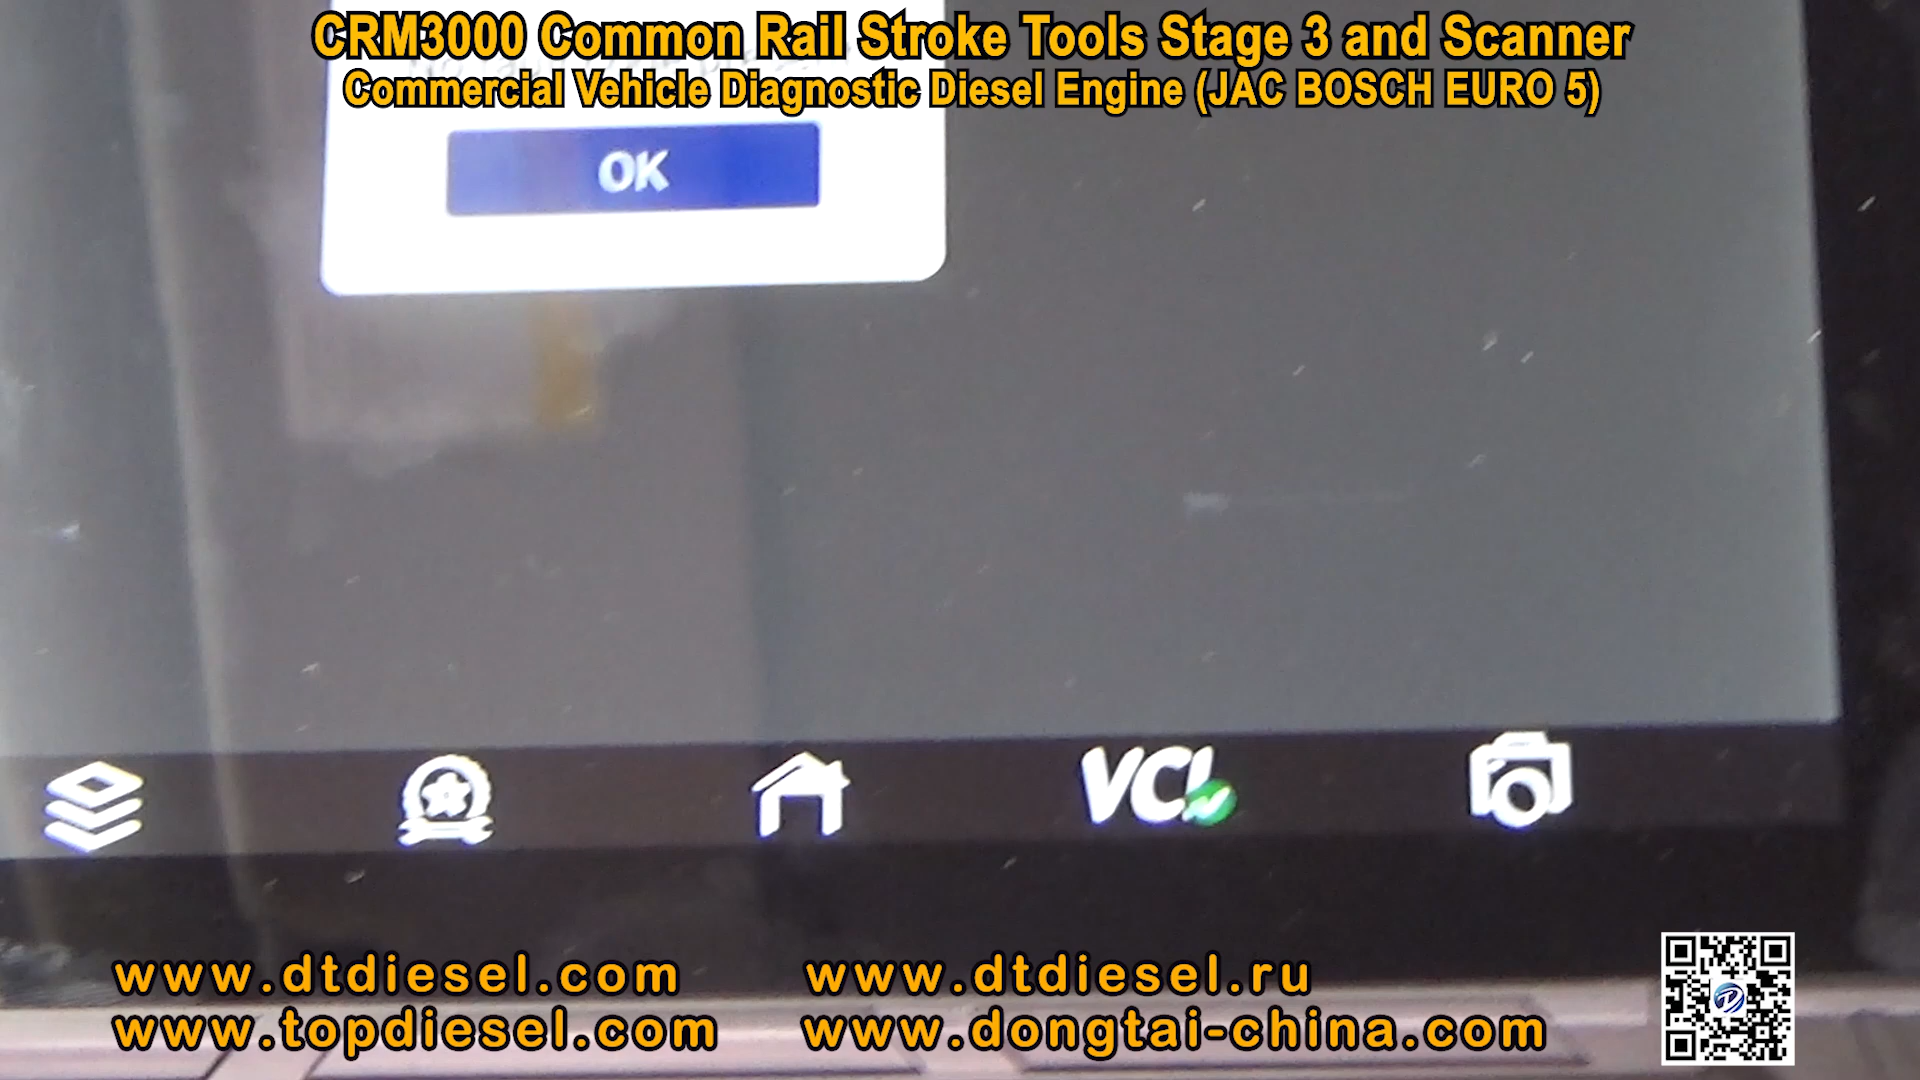 CRM3000 Common Rail Stroke Tools Stage 3 and Scanner
Commercial Vehicle Diagnostic Diesel Engine (JAC BOSCH EURO 5)
OK
VCI
www.dtdiesel.com
www.dtdiesel.ru
www.topdiesel.com
www.dongtai-china.com